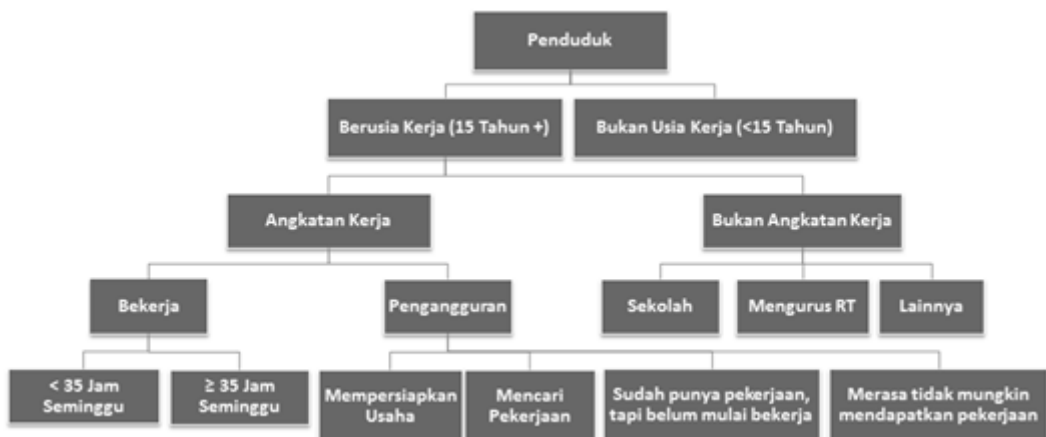 Penduduk
Berusia Kerja (15 Tahun +)
Bukan Usia Kerja (<15 Tahun)
Angkatan Kerja
Bukan Angkatan Kerja
Bekerja
Pengangguran
Sekolah
Mengurus RT
Lainnya
< 35 Jam
Seminggu
≥ 35 Jam
Seminggu
Mempersiapkan
Usaha
Mencari
Pekerjaan
Sudah punya pekerjaan,
tapi belum mulai bekerja
Merasa tidak mungkin
mendapatkan pekerjaan